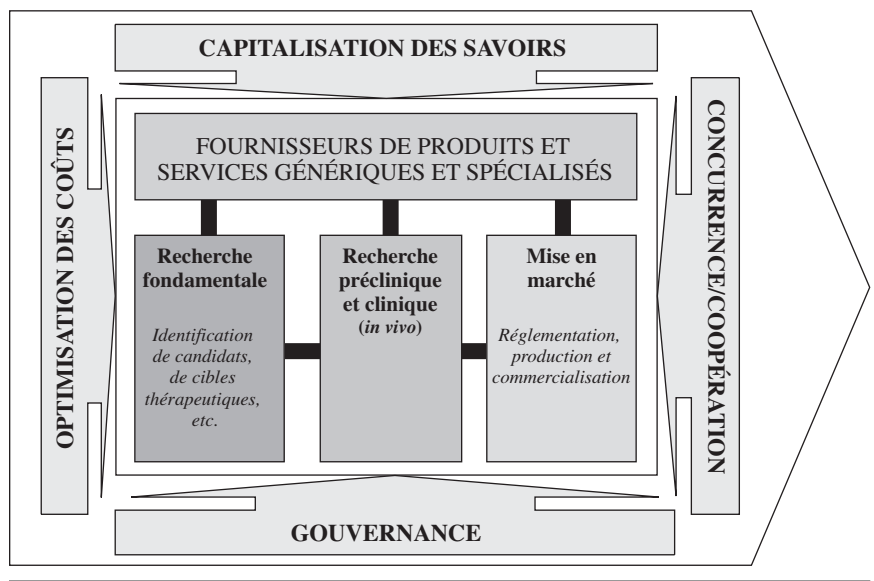 CAPITALISATION DES SAVOIRS
OPTIMISATION DES COÛTS
FOURNISSEURS DE PRODUITS ET
SERVICES GÉNÉRIQUES ET SPÉCIALISÉS
Recherche
fondamentale
Identification
de candidats,
de cibles
thérapeutiques,
etc.
Recherche
préclinique
et clinique
(in vivo)
Mise en
marché
Réglementation,
production et
commercialisation
CONCURRENCE/COOPÉRATION
GOUVERNANCE